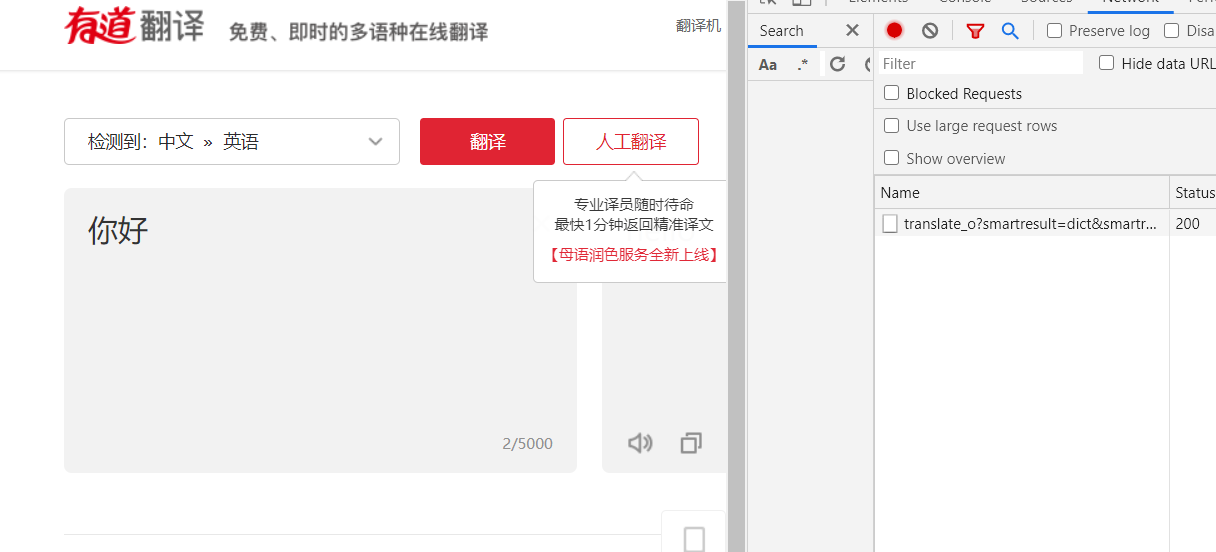 有道翻译 免费、即时的多语种在线翻译
翻译机
检测到：中文 » 英语
翻译
人工翻译
专业译员随时待命
最快1分钟返回精准译文
【母语润色服务全新上线】
你好
2/5000
Elements Console Sources Network
Search
Preserve log
Disa
Aa .*
Filter
Hide data URL
Blocked Requests
Use large request rows
Show overview
Name Status
translate_o?smartresult=dict&smartr... 200